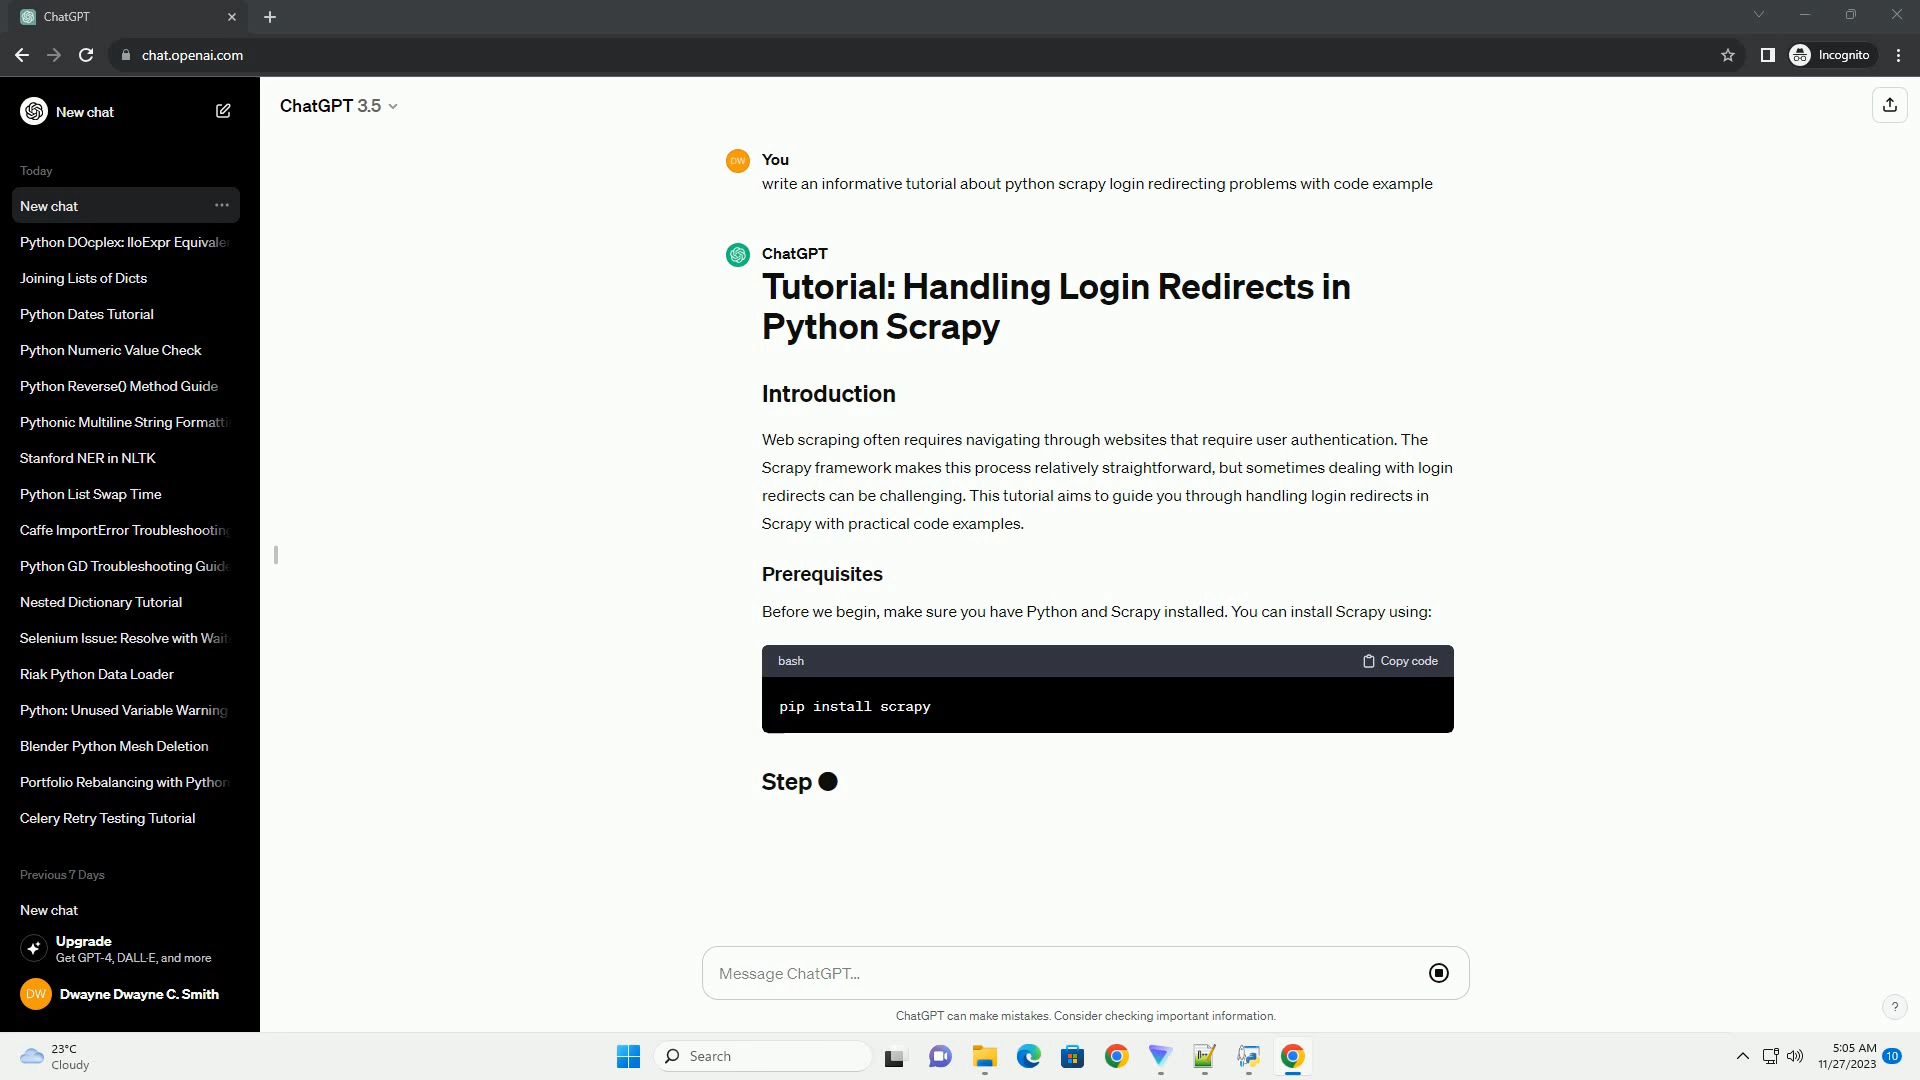 ChatGPT
chat.openai.com
Incognito
New chat
Today
New chat
Python DOcplex: IloExpr Equivaler
Joining Lists of Dicts
Python Dates Tutorial
Python Numeric Value Check
Python Reverse() Method Guide
Pythonic Multiline String Formatti
Stanford NER in NLTK
Python List Swap Time
Caffe ImportError Troubleshooting
Python GD Troubleshooting Guide
Nested Dictionary Tutorial
Selenium Issue: Resolve with Wait
Riak Python Data Loader
Python: Unused Variable Warning
Blender Python Mesh Deletion
Portfolio Rebalancing with Python
Celery Retry Testing Tutorial
Previous 7 Days
New chat
Upgrade
Get GPT-4, DALL·E, and more
DW
Dwayne Dwayne C. Smith
ChatGPT 3.5
DW
You
write an informative tutorial about python scrapy login redirecting problems with code example
ChatGPT
Tutorial: Handling Login Redirects in
Python Scrapy
Introduction
Web scraping often requires navigating through websites that require user authentication. The
Scrapy framework makes this process relatively straightforward, but sometimes dealing with login
redirects can be challenging. This tutorial aims to guide you through handling login redirects in
Scrapy with practical code examples.
Prerequisites
Before we begin, make sure you have Python and Scrapy installed. You can install Scrapy using:
bash
Copy code
pip install scrapy
Step
Message ChatGPT...
ChatGPT can make mistakes. Consider checking important information.
?
23°C
Cloudy
Search
5:05 AM
11/27/2023
10